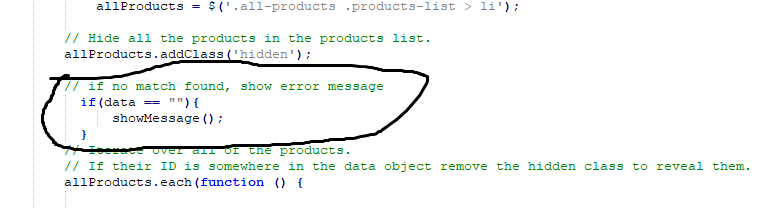 allProducts = $('.all-products .products-list > li');
// Hide all the products in the products list.
allProducts.addClass('hidden');
// if no match found, show error message
if(data == ""){
showMessage();
}
// Iterate over all of the products.
// If their ID is somewhere in the data object remove the hidden class to reveal them.
allProducts.each(function () {